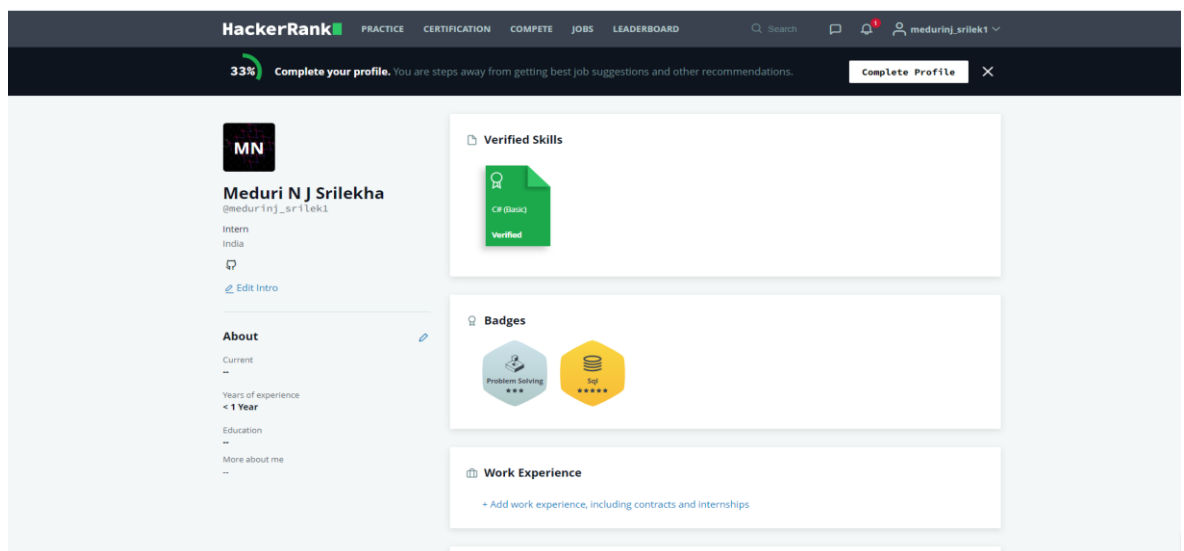 HackerRank PRACTICE CERTIFICATION COMPETE JOBS LEADERBOARD Search 1 medurinj_srilek1
33% Complete your profile. You are steps away from getting best job suggestions and other recommendations. Complete Profile
MN
Meduri N J Srilekha
@medurinj_srilek1
Intern
India
Edit Intro
About
Current
--
Years of experience
< 1 Year
Education
--
More about me
--
Verified Skills
C# (Basic)
Verified
Badges
Problem Solving
Sql
Work Experience
+ Add work experience, including contracts and internships